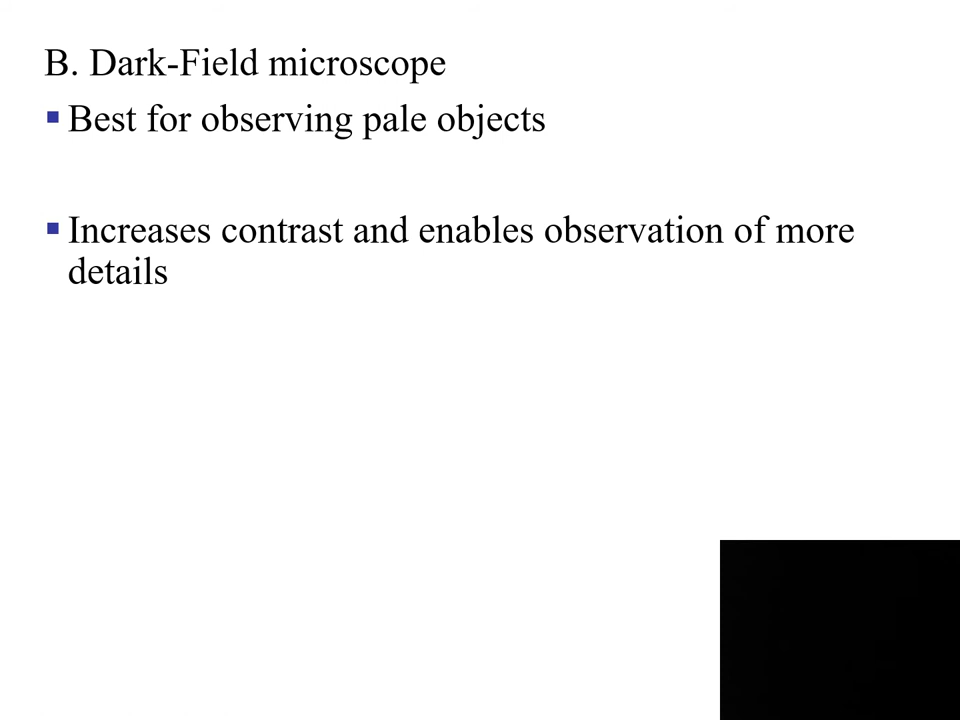 B. Dark-Field microscope
▪ Best for observing pale objects
▪ Increases contrast and enables observation of more
details